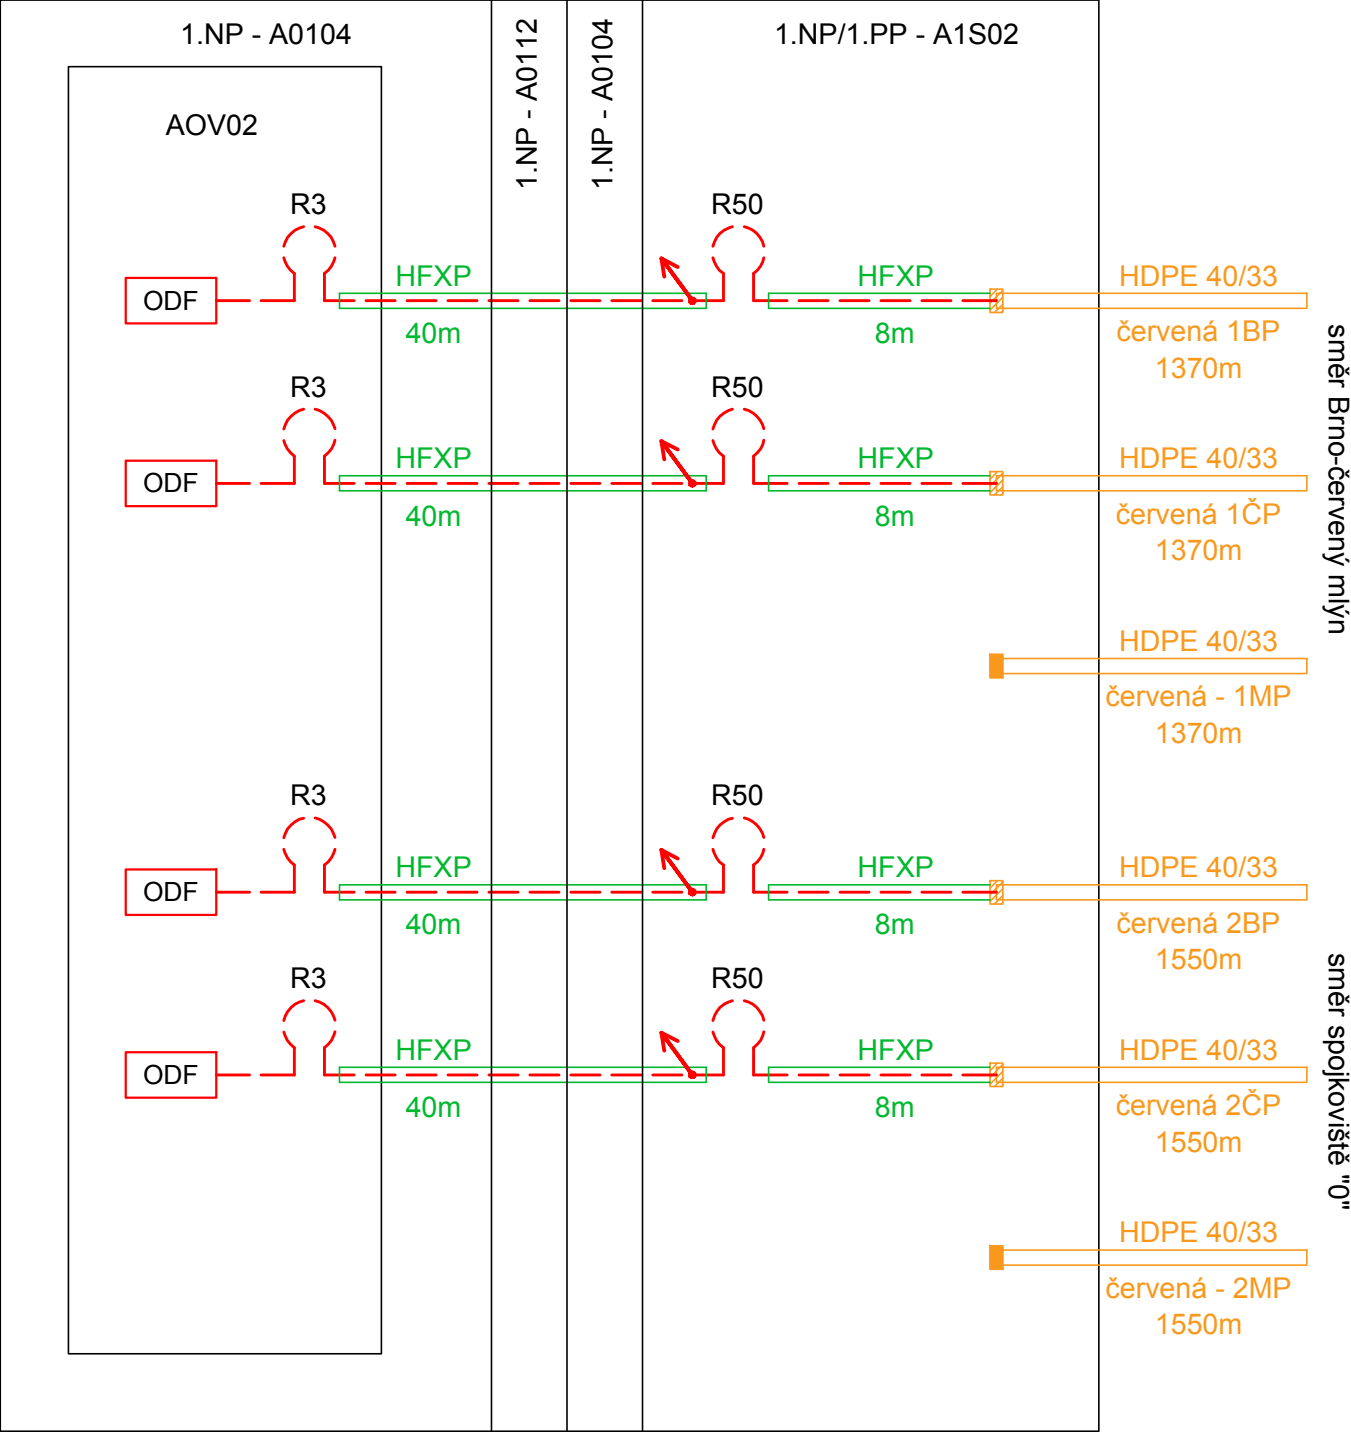 1.NP - A0104
1.NP - A0112
1.NP - A0104
1.NP/1.PP - A1S02
AOV02
R3
R50
ODF
HFXP
40m
HFXP
8m
HDPE 40/33
červená 1BP
1370m
R3
R50
ODF
HFXP
40m
HFXP
8m
HDPE 40/33
červená 1ČP
1370m
HDPE 40/33
červená - 1MP
1370m
směr Brno-červený mlýn
R3
R50
ODF
HFXP
40m
HFXP
8m
HDPE 40/33
červená 2BP
1550m
R3
R50
ODF
HFXP
40m
HFXP
8m
HDPE 40/33
červená 2ČP
1550m
HDPE 40/33
červená - 2MP
1550m
směr spojkoviště "0"